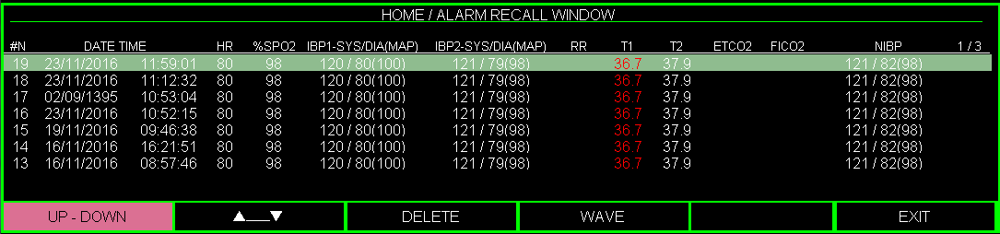 HOME / ALARM RECALL WINDOW
#N DATE TIME HR %SPO2 IBP1-SYS/DIA(MAP) IBP2-SYS/DIA(MAP) RR T1 T2 ETCO2 FICO2 NIBP 1 / 3
19 23/11/2016 11:59:01 80 98 120 / 80(100) 121 / 79(98) 36.7 37.9 121 / 82(98)
18 23/11/2016 11:12:32 80 98 120 / 80(100) 121 / 79(98) 36.7 37.9 121 / 82(98)
17 02/09/1395 10:53:04 80 98 120 / 80(100) 121 / 79(98) 36.7 37.9 121 / 82(98)
16 23/11/2016 10:52:15 80 98 120 / 80(100) 121 / 79(98) 36.7 37.9 121 / 82(98)
15 19/11/2016 09:46:38 80 98 120 / 80(100) 121 / 79(98) 36.7 37.9 121 / 82(98)
14 16/11/2016 16:21:51 80 98 120 / 80(100) 121 / 79(98) 36.7 37.9 121 / 82(98)
13 16/11/2016 08:57:46 80 98 120 / 80(100) 121 / 79(98) 36.7 37.9 121 / 82(98)
UP - DOWN ▲__▼ DELETE WAVE EXIT